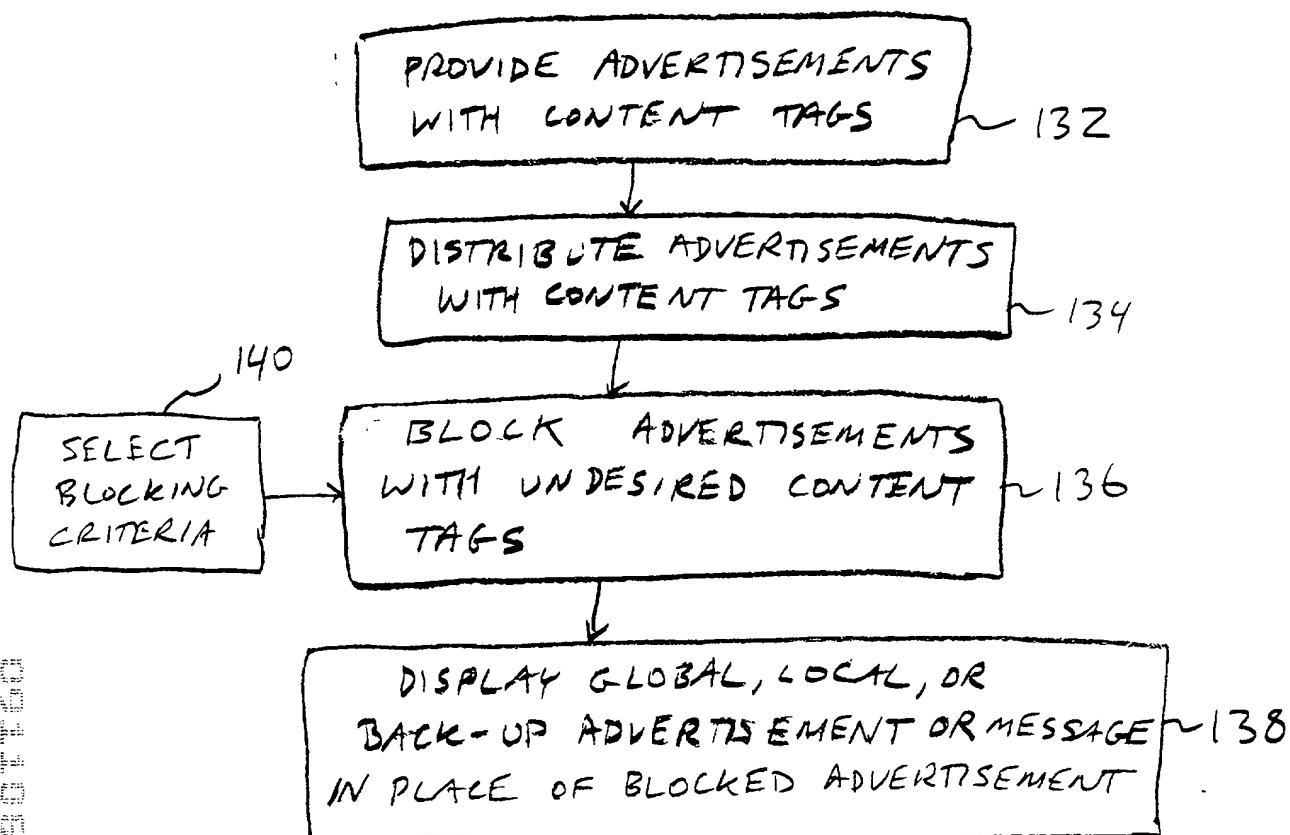 PROVIDE ADVERTISEMENTS
WITH CONTENT TAGS
132
DISTRIBUTE ADVERTISEMENTS
WITH CONTENT TAGS
134
140
SELECT
BLOCKING
CRITERIA
BLOCK ADVERTISEMENTS
WITH UNDESIRED CONTENT
TAGS
136
DISPLAY GLOBAL, LOCAL, OR
BACK-UP ADVERTISEMENT OR MESSAGE
IN PLACE OF BLOCKED ADVERTISEMENT
138